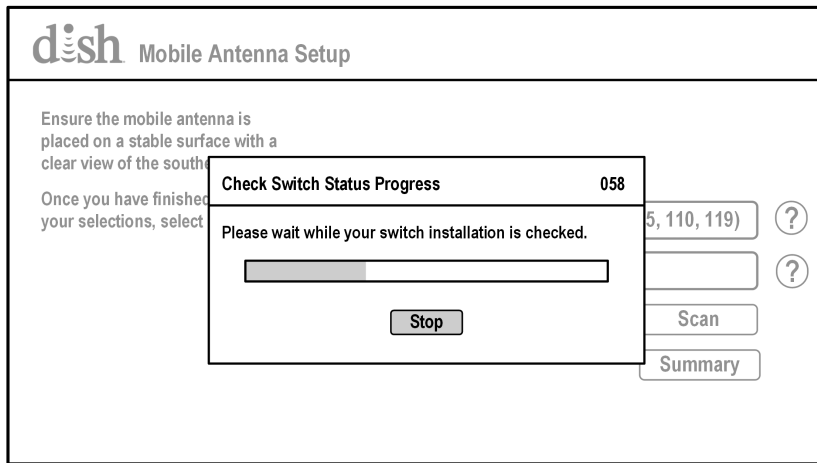 dish Mobile Antenna Setup
Ensure the mobile antenna is
placed on a stable surface with a
clear view of the southe
Once you have finished
your selections, select
Check Switch Status Progress 058
Please wait while your switch installation is checked.
Stop
5, 110, 119) ?
?
Scan
Summary